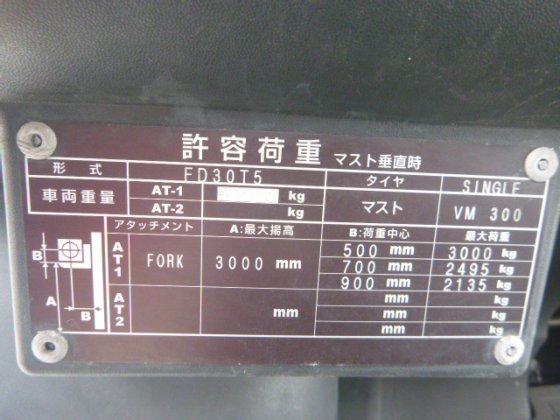 許容荷重 マスト垂直時
形式 FD30T5 タイヤ SINGLE
車両重量 AT-1 kg マスト VM 300
AT-2 kg
アタッチメント A:最大揚高 B:荷重中心 最大荷重
AT1 FORK 3000 mm 500 mm 3000 kg
700 mm 2495 kg
900 mm 2135 kg
AT2 mm mm kg
mm kg
mm kg
B
A
B